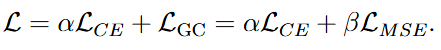 𝓛 = α𝓛_{CE} + 𝓛_{GC} = α𝓛_{CE} + β𝓛_{MSE}.